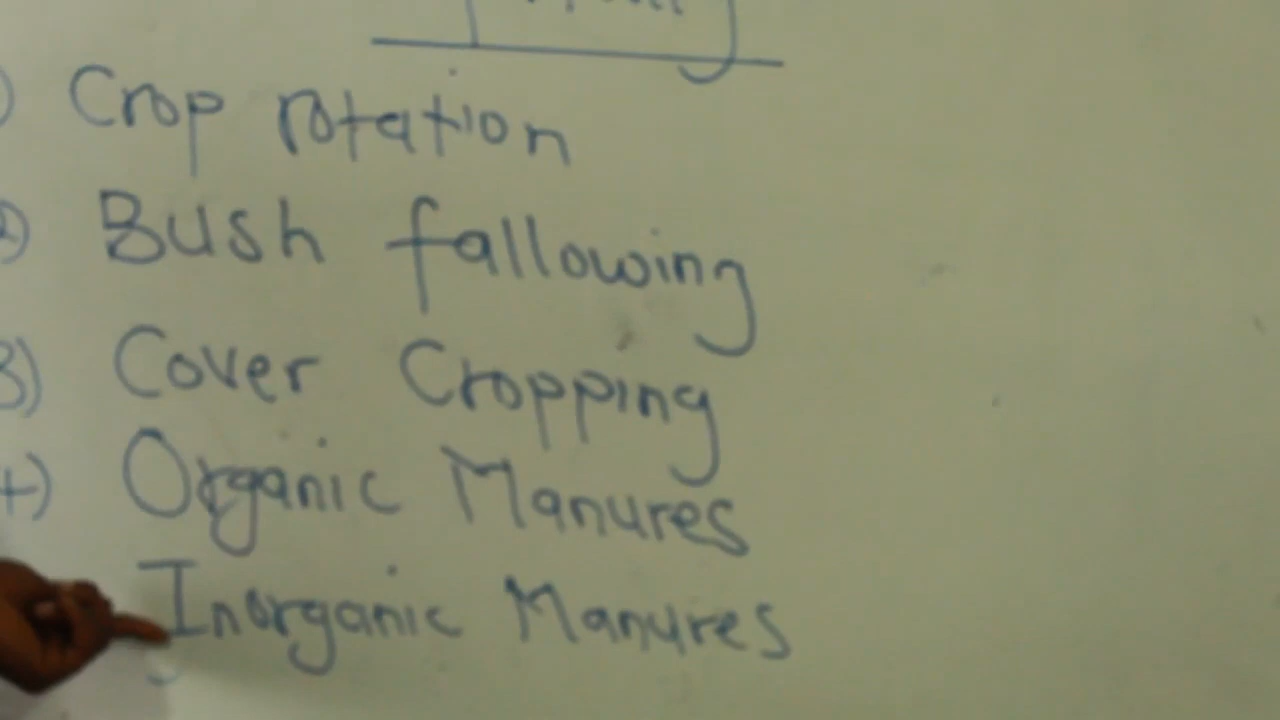 ) Crop rotation
2) Bush fallowing
3) Cover Cropping
4) Organic Manures
Inorganic Manures